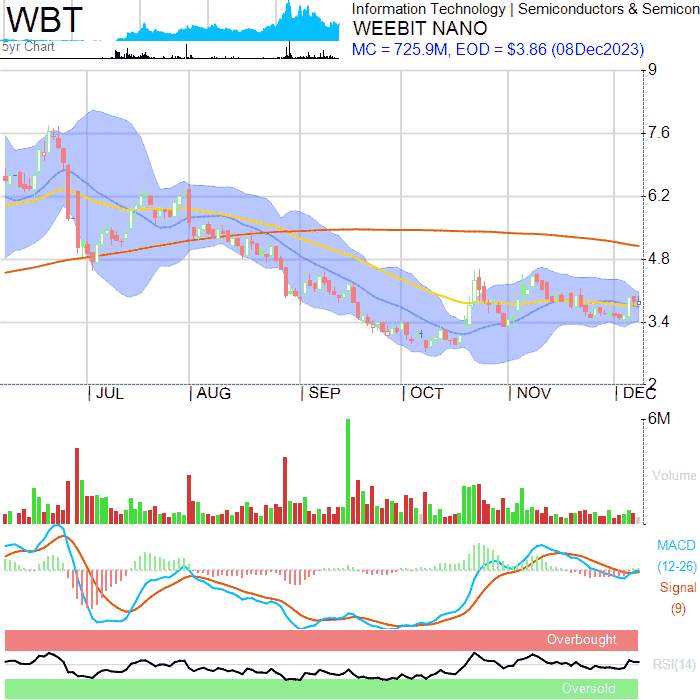 WBT
5yr Chart
Information Technology | Semiconductors & Semicon
WEEBIT NANO
MC = 725.9M, EOD = $3.86 (08Dec2023)
9
7.6
6.2
4.8
3.4
2
JUL
AUG
SEP
OCT
NOV
DEC
6M
Volume
MACD
(12-26)
Signal
(9)
Overbought
RSI(14)
Oversold